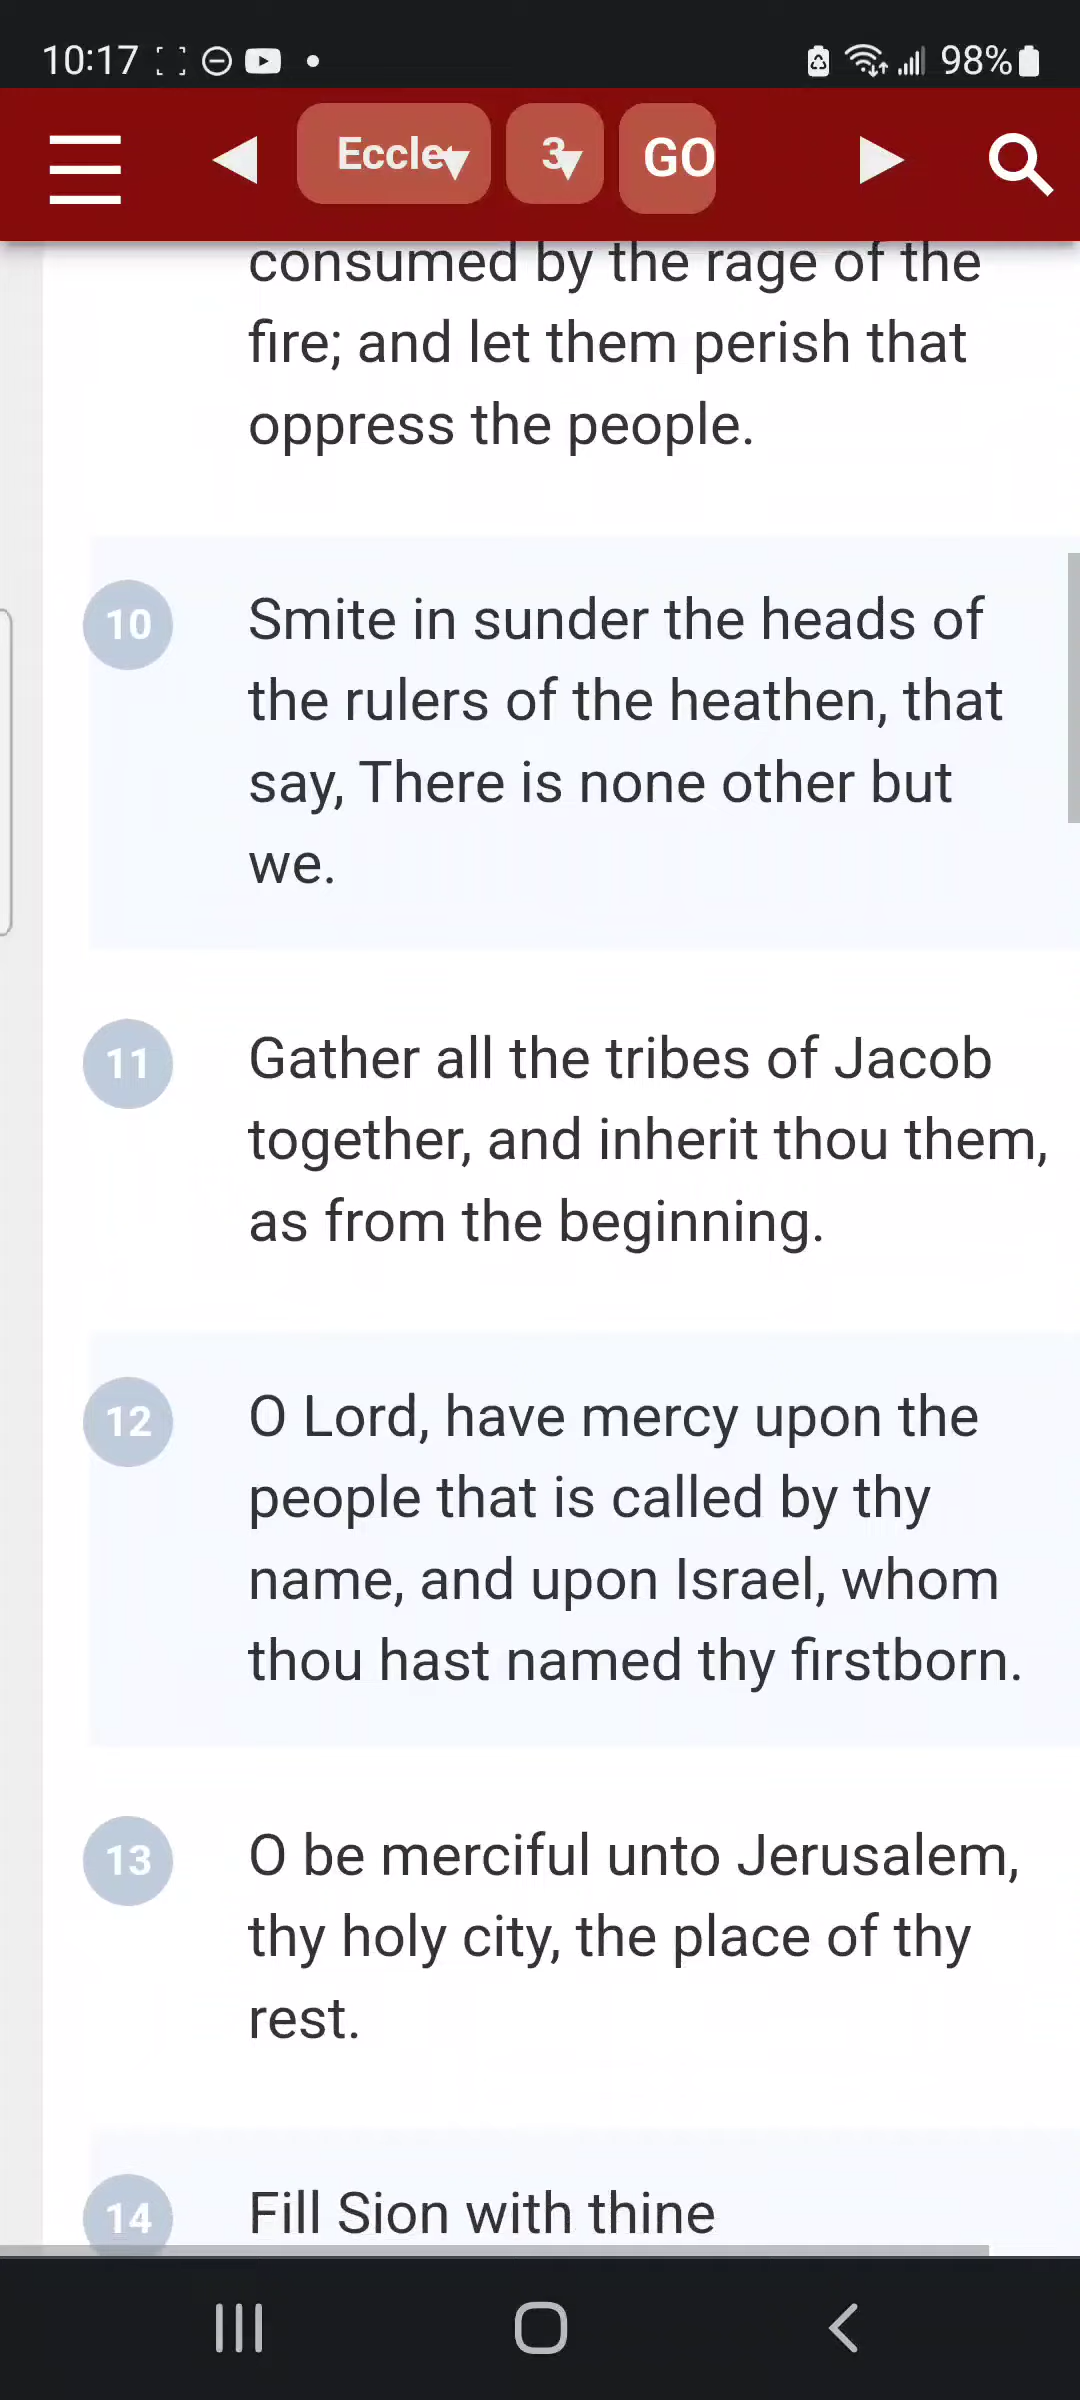 10:17 98%
Eccle 3 GO
consumed by the rage of the
fire; and let them perish that
oppress the people.
10 Smite in sunder the heads of
the rulers of the heathen, that
say, There is none other but
we.
11 Gather all the tribes of Jacob
together, and inherit thou them,
as from the beginning.
12 O Lord, have mercy upon the
people that is called by thy
name, and upon Israel, whom
thou hast named thy firstborn.
13 O be merciful unto Jerusalem,
thy holy city, the place of thy
rest.
14 Fill Sion with thine